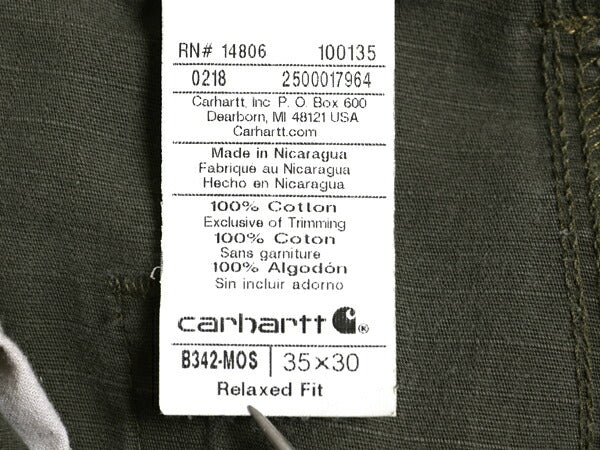 RN# 14806 100135
0218 2500017964
Carhartt, Inc P. O. Box 600
Dearborn, MI 48121 USA
Carhartt.com
Made in Nicaragua
Fabriqué au Nicaragua
Hecho en Nicaragua
100% Cotton
Exclusive of Trimming
100% Coton
Sans garniture
100% Algodón
Sin incluir adorno
carhartt ®
B342-MOS | 35×30
Relaxed Fit